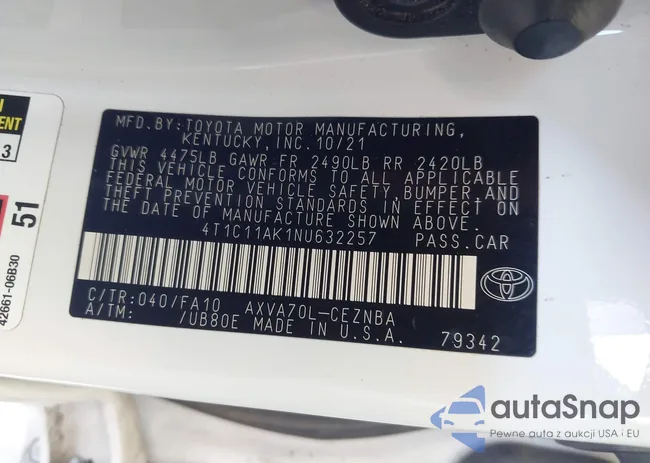 MFD.BY:TOYOTA MOTOR MANUFACTURING,
KENTUCKY, INC. 10/21
GVWR 4475LB GAWR FR 2490LB RR 2420LB
THIS VEHICLE CONFORMS TO ALL APPLICABLE
FEDERAL MOTOR VEHICLE SAFETY, BUMPER, AND
THEFT PREVENTION STANDARDS IN EFFECT ON
THE DATE OF MANUFACTURE SHOWN ABOVE.
4T1C11AK1NU632257 PASS.CAR
C/TR:040/FA10 AXVA70L-CEZNBA
A/TM: /UB80E MADE IN U.S.A. 79342
3
51
42661-06B30
autaSnap
Pewne auta z aukcji USA i EU